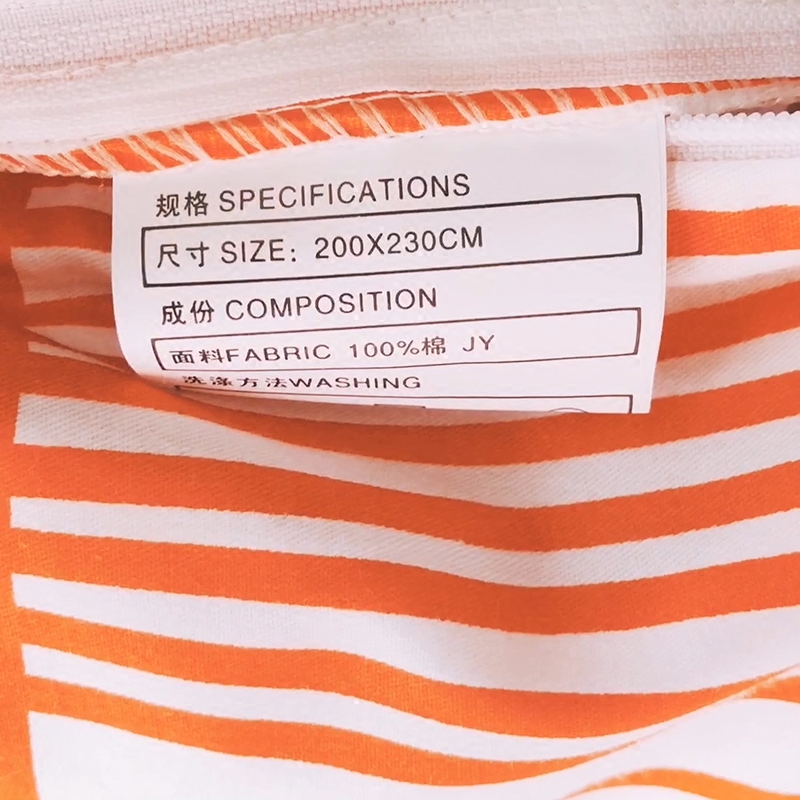 规格 SPECIFICATIONS
尺寸 SIZE: 200X230CM
成份 COMPOSITION
面料FABRIC 100%棉 JY
洗涤方法WASHING